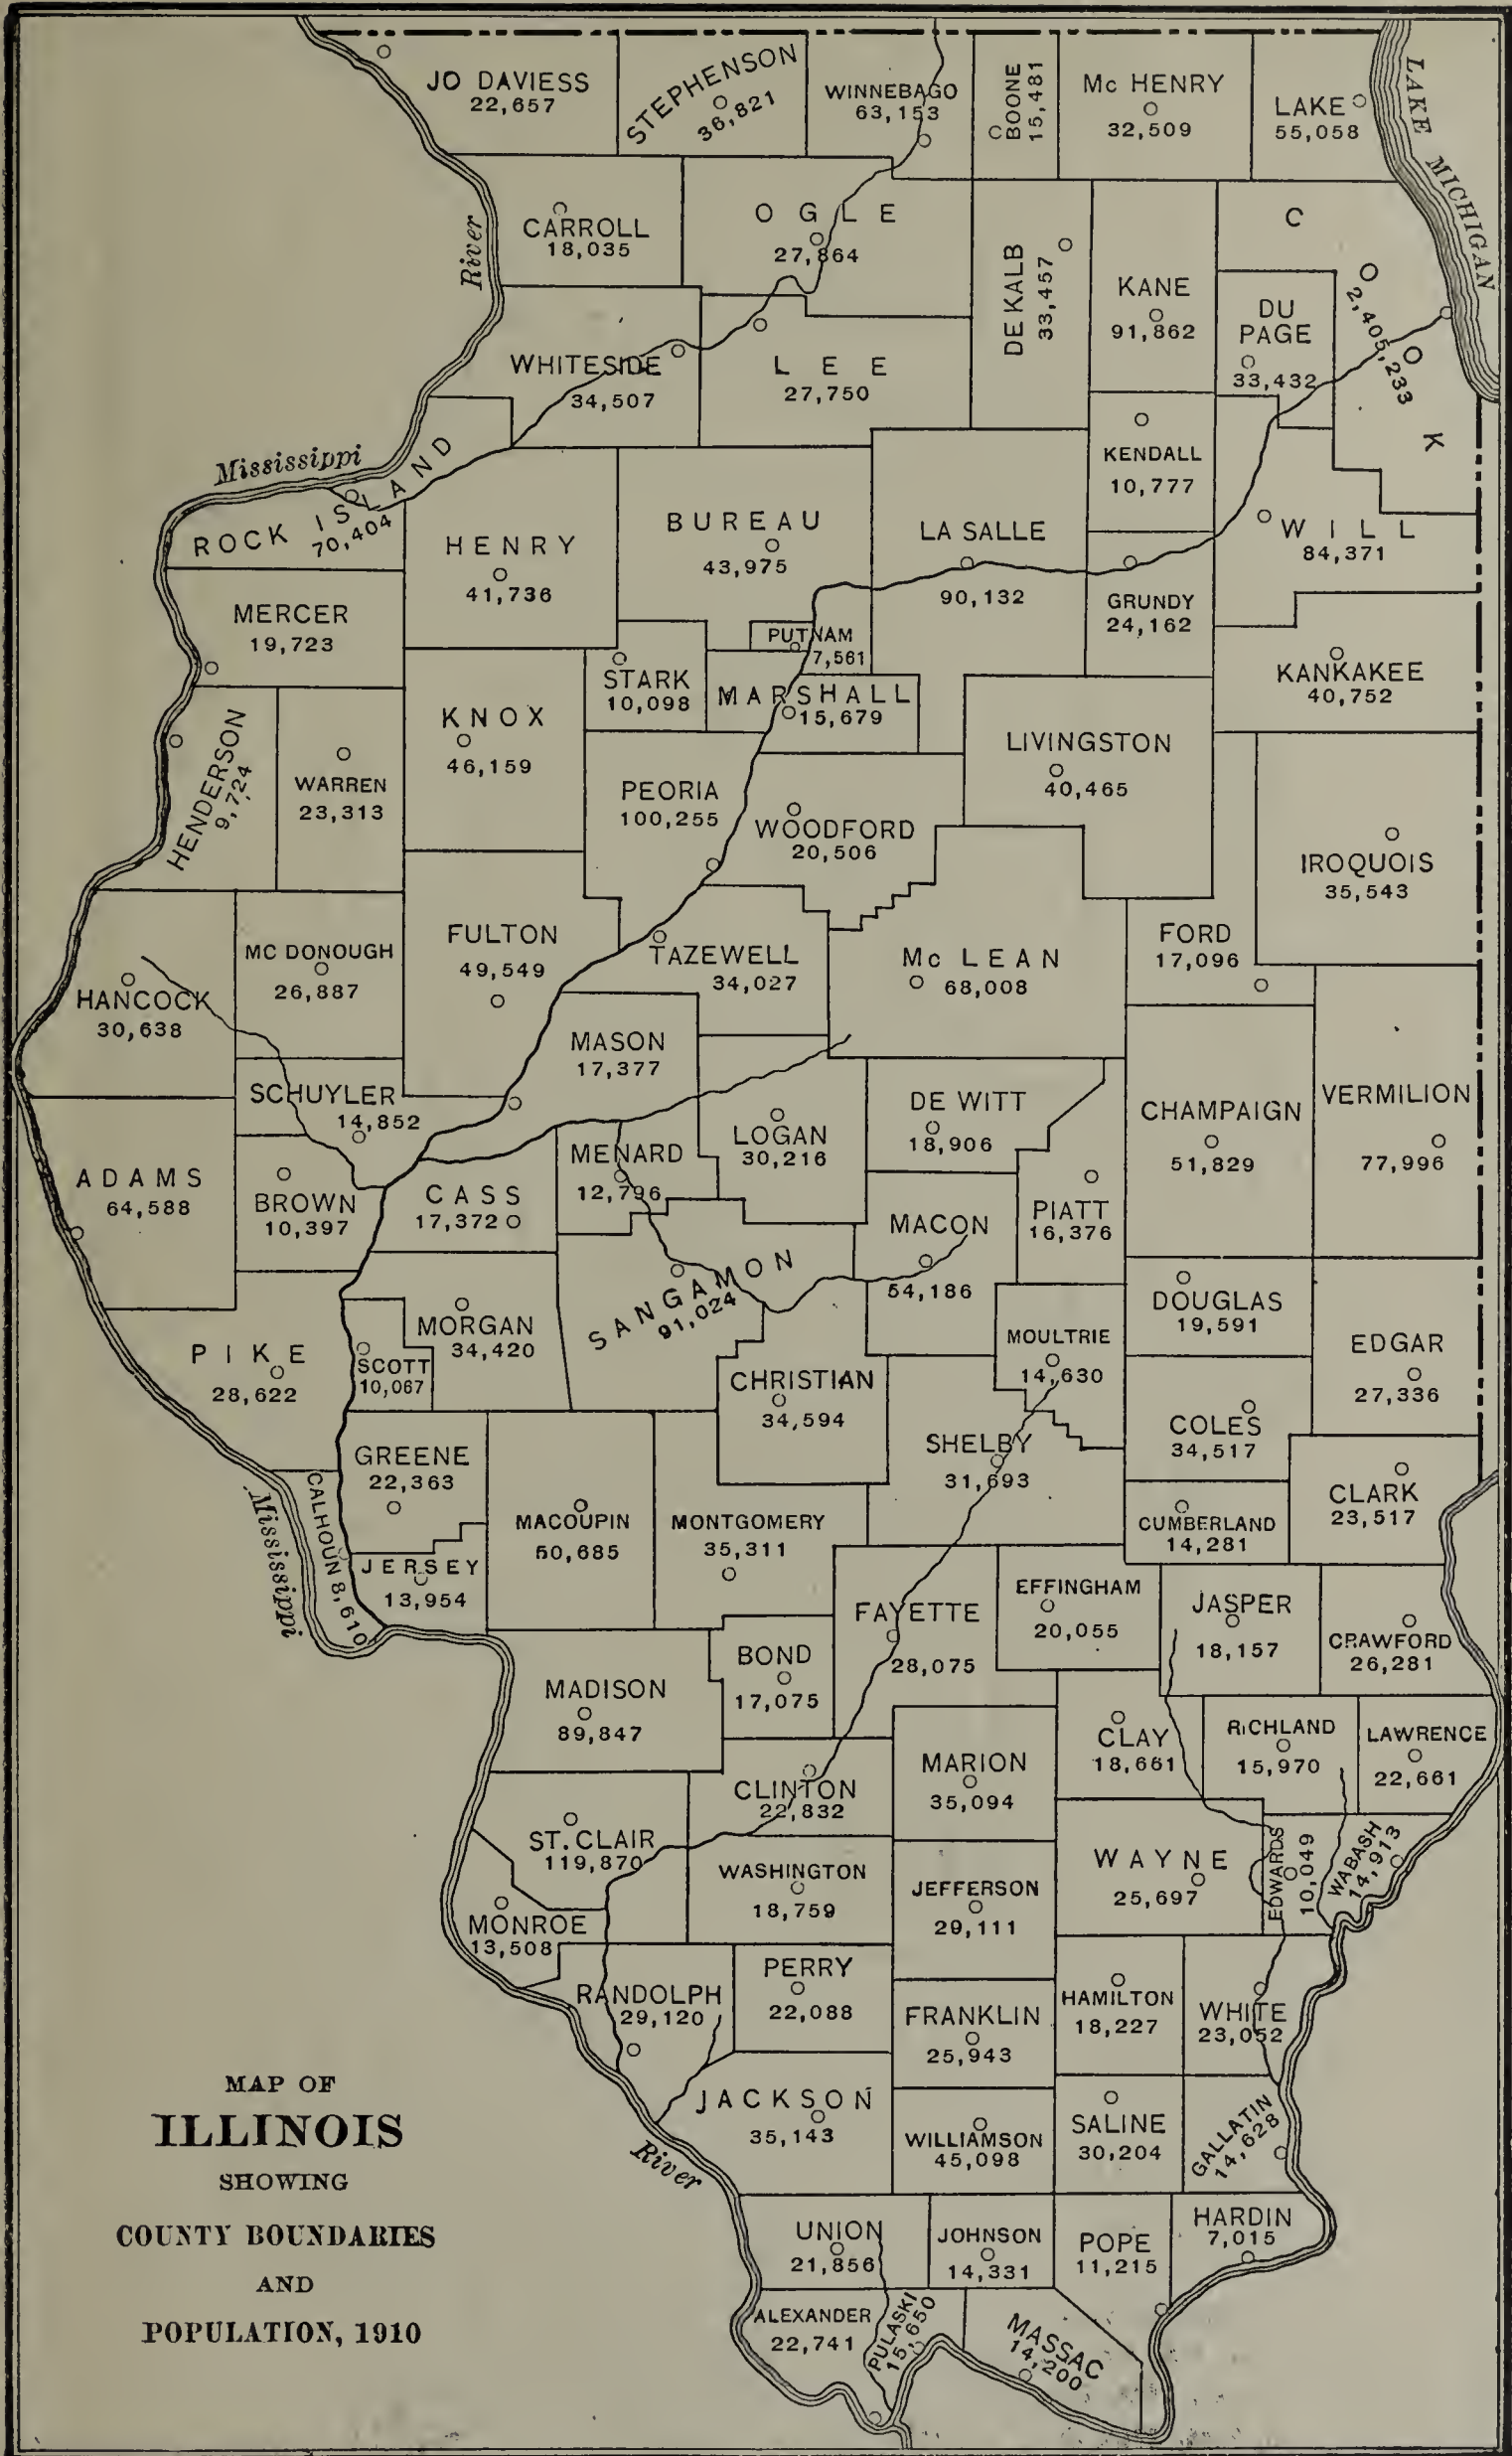 JO DAVIESS
22,657
STEPHENSON
36,821
WINNEBAGO
63,153
BOONE
15,481
Mc HENRY
32,509
LAKE
55,058
LAKE MICHIGAN
CARROLL
18,035
OGLE
27,864
DE KALB
33,457
KANE
91,862
COOK
2,405,233
DU
PAGE
33,432
River
WHITESIDE
34,507
LEE
27,750
KENDALL
10,777
Mississippi
ROCK ISLAND
70,404
HENRY
41,736
BUREAU
43,975
LA SALLE
90,132
WILL
84,371
GRUNDY
24,162
MERCER
19,723
PUTNAM
7,561
STARK
10,098
MARSHALL
15,679
KANKAKEE
40,752
HENDERSON
9,724
WARREN
23,313
KNOX
46,159
PEORIA
100,255
WOODFORD
20,506
LIVINGSTON
40,465
IROQUOIS
35,543
HANCOCK
30,638
MC DONOUGH
26,887
FULTON
49,549
TAZEWELL
34,027
Mc LEAN
68,008
FORD
17,096
MASON
17,377
SCHUYLER
14,852
LOGAN
30,216
DE WITT
18,906
CHAMPAIGN
51,829
VERMILION
77,996
ADAMS
64,588
BROWN
10,397
CASS
17,372
MENARD
12,796
MACON
54,186
PIATT
16,376
SANGAMON
91,024
DOUGLAS
19,591
EDGAR
27,336
PIKE
28,622
SCOTT
10,067
MORGAN
34,420
CHRISTIAN
34,594
MOULTRIE
14,630
COLES
34,517
SHELBY
31,693
GREENE
22,363
CLARK
23,517
CUMBERLAND
14,281
Mississippi
CALHOUN 8,610
JERSEY
13,954
MACOUPIN
50,685
MONTGOMERY
35,311
FAYETTE
28,075
EFFINGHAM
20,055
JASPER
18,157
CRAWFORD
26,281
MADISON
89,847
BOND
17,075
CLAY
18,661
RICHLAND
15,970
LAWRENCE
22,661
CLINTON
22,832
MARION
35,094
ST. CLAIR
119,870
WASHINGTON
18,759
JEFFERSON
29,111
WAYNE
25,697
EDWARDS
10,049
WABASH
14,913
MONROE
13,508
RANDOLPH
29,120
PERRY
22,088
FRANKLIN
25,943
HAMILTON
18,227
WHITE
23,052
JACKSON
35,143
WILLIAMSON
45,098
SALINE
30,204
GALLATIN
14,628
River
UNION
21,856
JOHNSON
14,331
POPE
11,215
HARDIN
7,015
ALEXANDER
22,741
PULASKI
15,650
MASSAC
14,200
MAP OF
ILLINOIS
SHOWING
COUNTY BOUNDARIES
AND
POPULATION, 1910